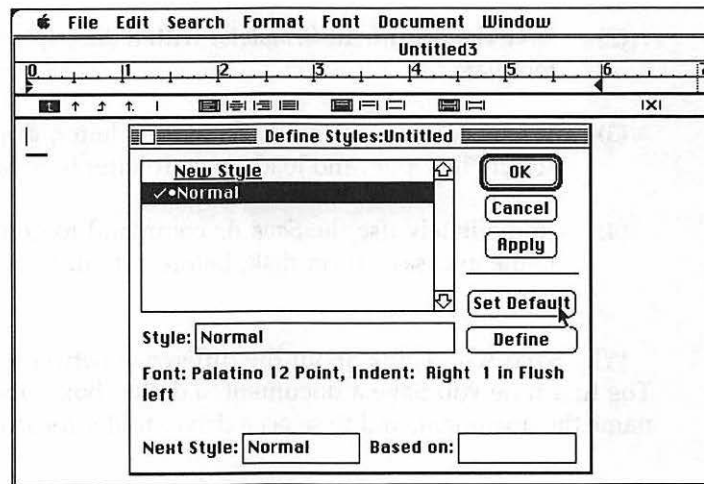 File Edit Search Format Font Document Window
Untitled3
0 1 2 3 4 5 6
Define Styles:Untitled
New Style
✓•Normal
OK
Cancel
Apply
Set Default
Style: Normal
Define
Font: Palatino 12 Point, Indent: Right 1 in Flush
left
Next Style: Normal Based on: